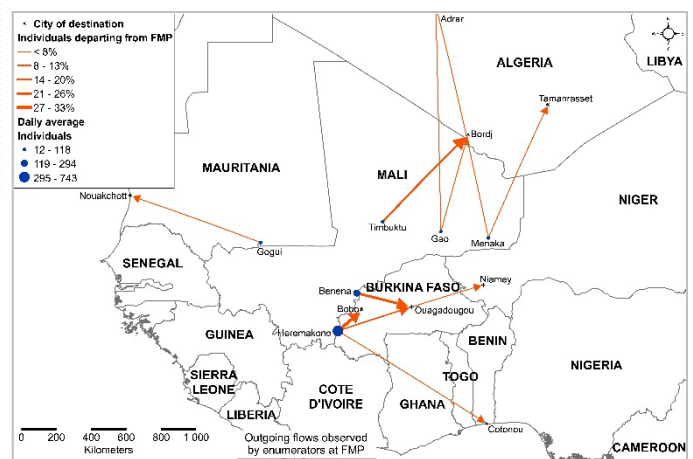 City of destination
Individuals departing from FMP
< 8%
8 - 13%
14 - 20%
21 - 26%
27 - 33%
Daily average
Individuals
12 - 118
119 - 294
295 - 743
Adrar
ALGERIA
LIBYA
Tamanrasset
Bordj
MAURITANIA
MALI
NIGER
Nouakchott
Timbuktu
Gao
Menaka
Gogui
SENEGAL
Niamey
Benena
BURKINA FASO
Bobo
Ouagadougou
Heremakono
GUINEA
BENIN
SIERRA
LEONE
COTE
D'IVOIRE
TOGO
NIGERIA
GHANA
LIBERIA
Cotonou
CAMEROON
0 200 400 600 800 1 000
Kilometers
Outgoing flows observed
by enumerators at FMP